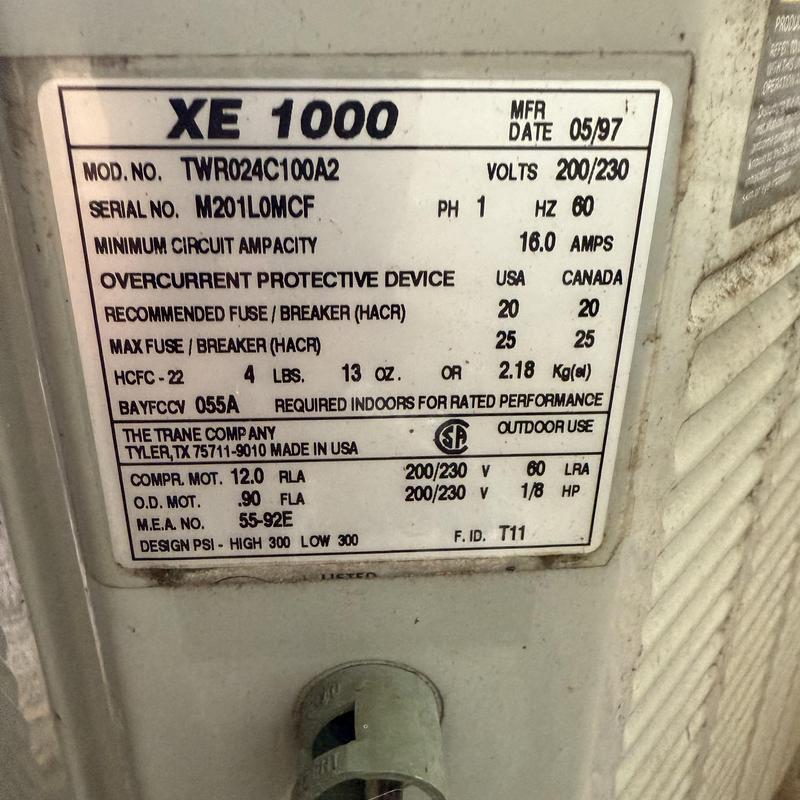 XE 1000
MFR
DATE 05/97
MOD. NO. TWR024C100A2 VOLTS 200/230
SERIAL NO. M201L0MCF PH 1 HZ 60
MINIMUM CIRCUIT AMPACITY 16.0 AMPS
OVERCURRENT PROTECTIVE DEVICE USA CANADA
RECOMMENDED FUSE / BREAKER (HACR) 20 20
MAX FUSE / BREAKER (HACR) 25 25
HCFC - 22 4 LBS. 13 OZ. OR 2.18 Kg(sl)
BAYFCCV 055A REQUIRED INDOORS FOR RATED PERFORMANCE
THE TRANE COMPANY SA OUTDOOR USE
TYLER,TX 75711-9010 MADE IN USA
COMPR. MOT. 12.0 RLA 200/230 V 60 LRA
O.D. MOT. .90 FLA 200/230 V 1/8 HP
M.E.A. NO. 55-92E
DESIGN PSI - HIGH 300 LOW 300 F. ID. T11
LISTED